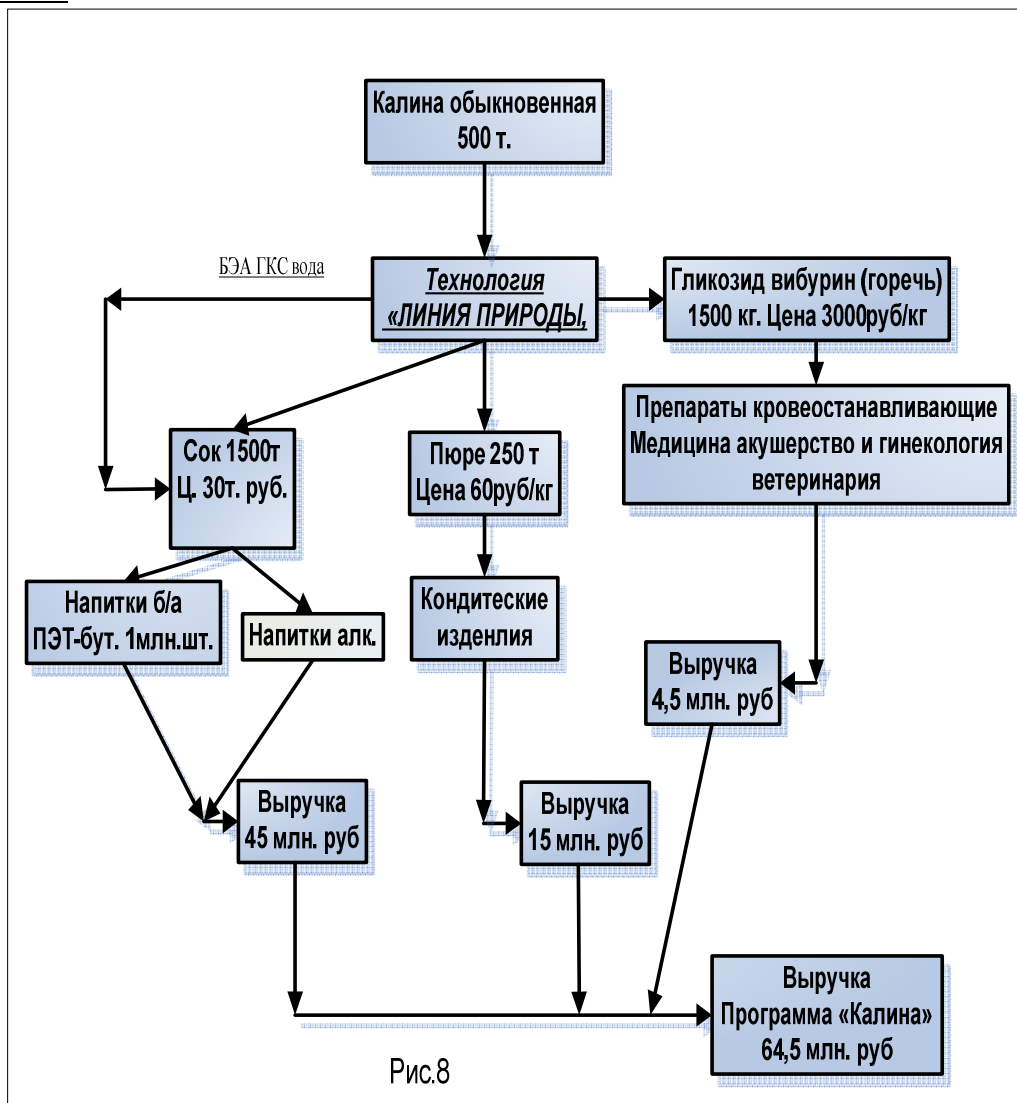 Калина обыкновенная
500 т.
БЭА ГКС вода
Технология
«ЛИНИЯ ПРИРОДЫ,
Гликозид вибурин (горечь)
1500 кг. Цена 3000руб/кг
Препараты кровеостанавливающие
Медицина акушерство и гинекология
ветеринария
Сок 1500т
Ц. 30т. руб.
Пюре 250 т
Цена 60руб/кг
Напитки б/а
ПЭТ-бут. 1млн.шт.
Напитки алк.
Кондитеские
изденлия
Выручка
4,5 млн. руб
Выручка
45 млн. руб
Выручка
15 млн. руб
Выручка
Программа «Калина»
64,5 млн. руб
Рис.8